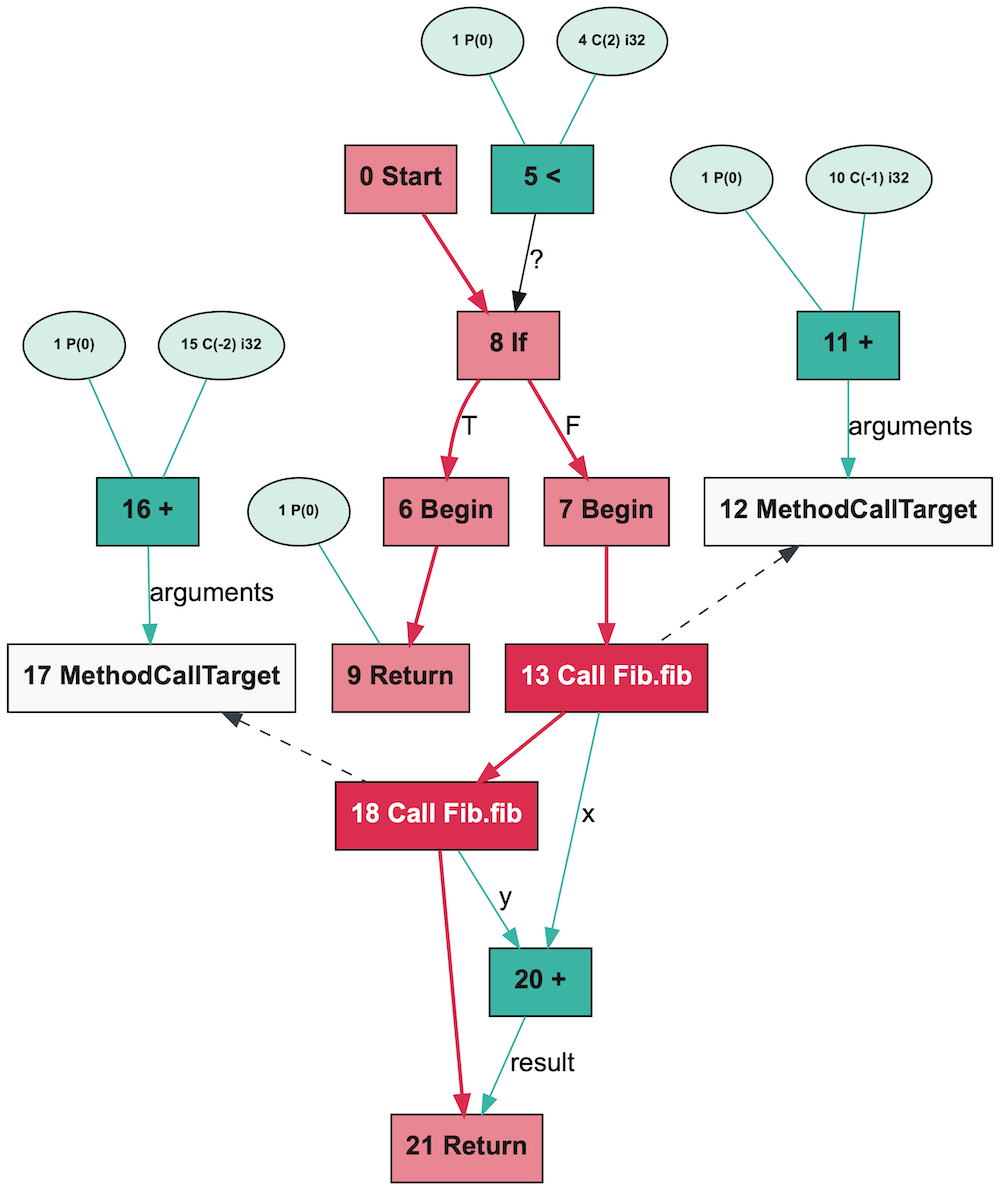 1 P(0)
4 C(2) i32
0 Start
5 <
1 P(0)
10 C(-1) i32
?
1 P(0)
15 C(-2) i32
8 If
11 +
T
F
arguments
16 +
1 P(0)
6 Begin
7 Begin
12 MethodCallTarget
arguments
17 MethodCallTarget
9 Return
13 Call Fib.fib
18 Call Fib.fib
x
y
20 +
result
21 Return